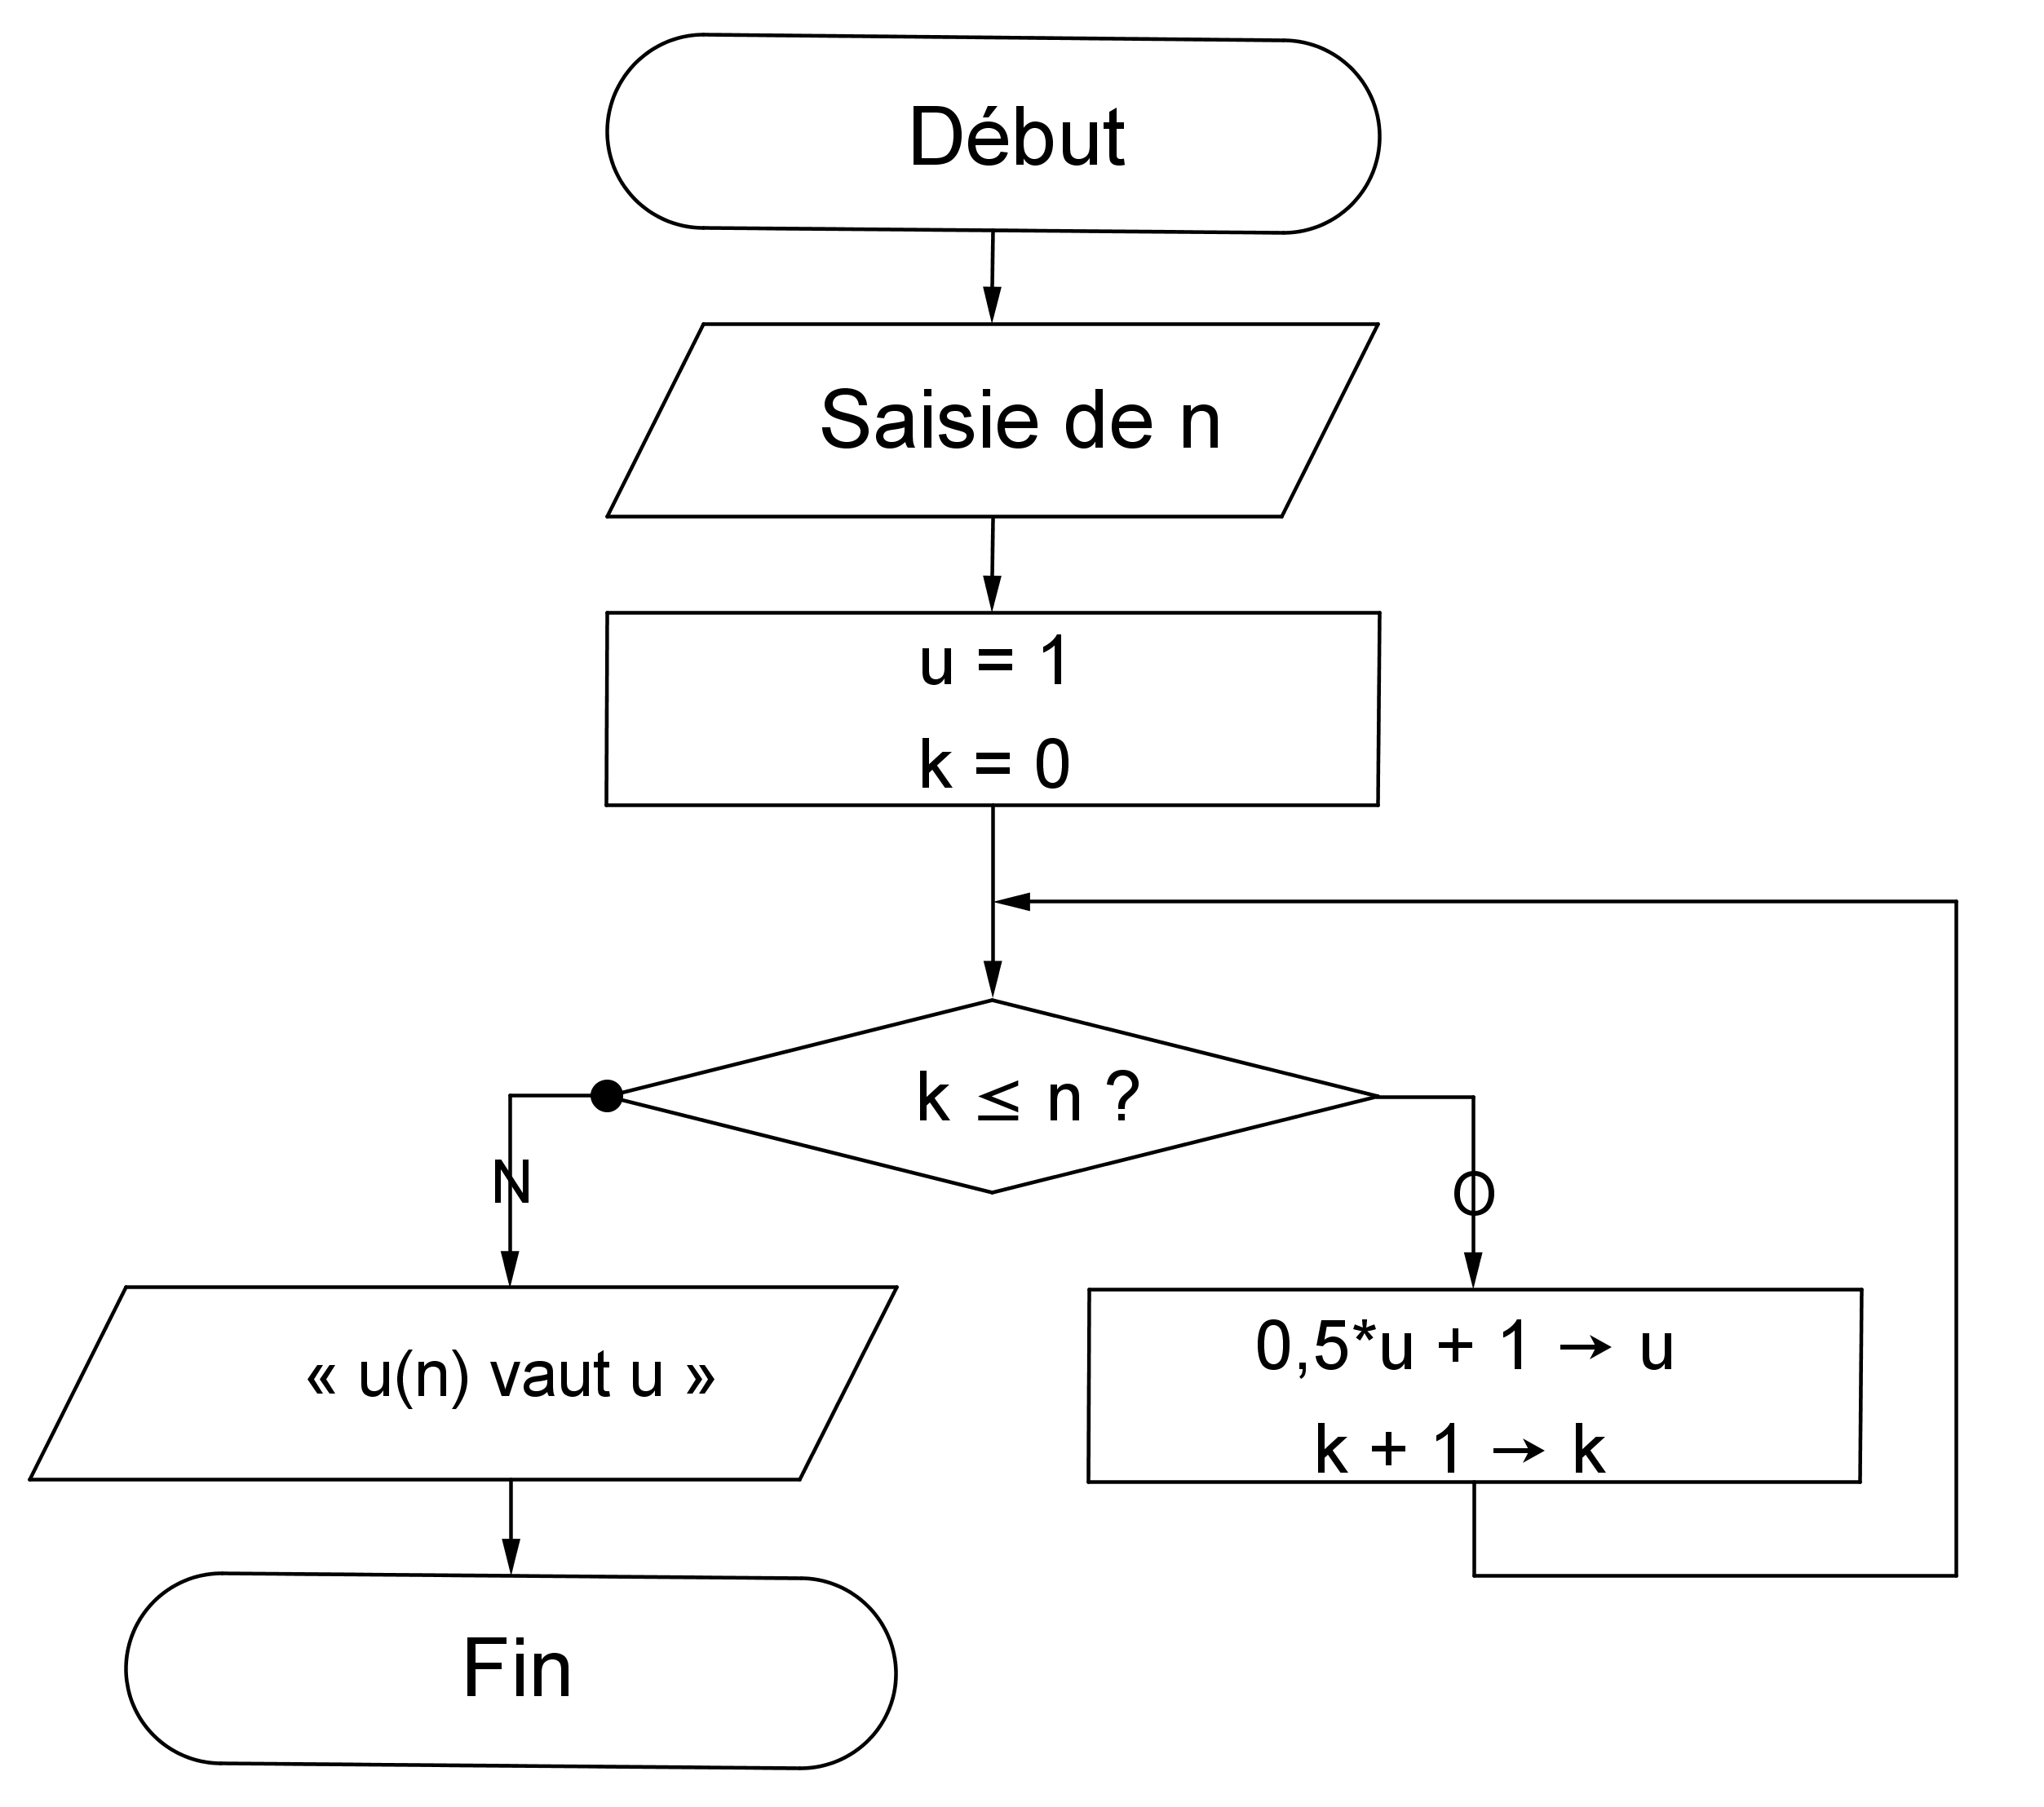 Début
Saisie de n
u = 1
k = 0
k ≤ n ?
N
O
« u(n) vaut u »
0,5*u + 1 → u
k + 1 → k
Fin